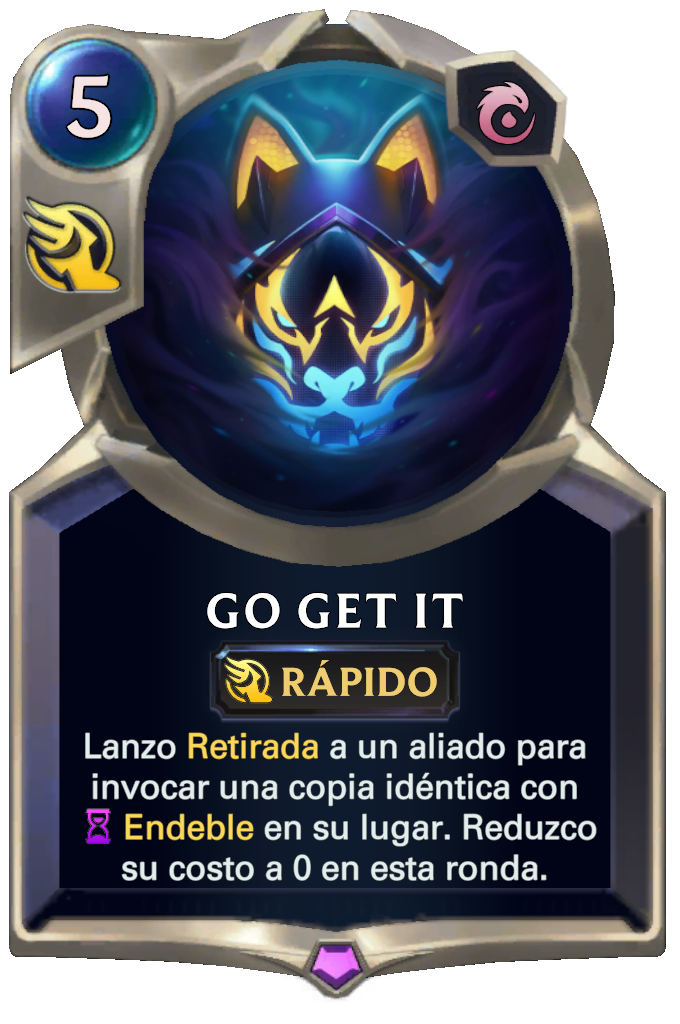 5
GO GET IT
RÁPIDO
Lanzo Retirada a un aliado para
invocar una copia idéntica con
Endeble en su lugar. Reduzco
su costo a 0 en esta ronda.